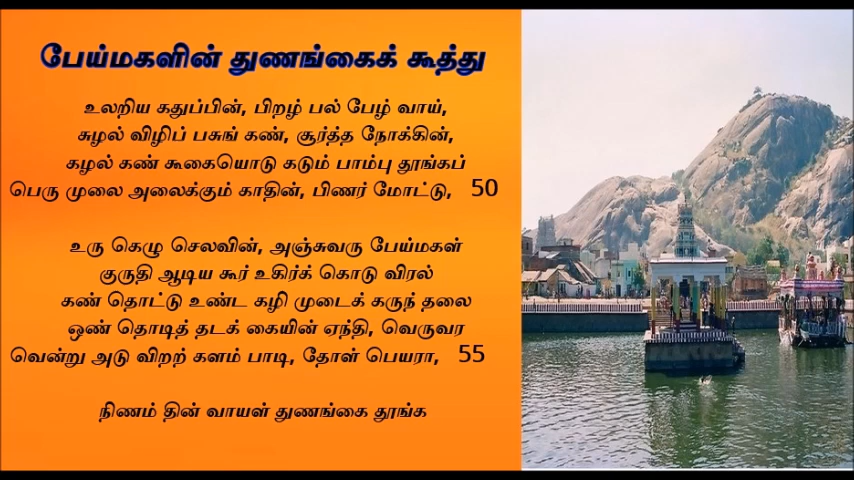 பேய்மகளின் துணங்கைக் கூத்து
உலறிய கதுப்பின், பிறழ் பல் பேழ் வாய்,
சுழல் விழிப் பசுங் கண், சூர்த்த நோக்கின்,
கழல் கண் கூகையொடு கடும் பாம்பு தூங்கப்
பெரு முலை அலைக்கும் காதின், பிணர் மோட்டு, 50
உரு கெழு செலவின், அஞ்சுவரு பேய்மகள்
குருதி ஆடிய கூர் உகிர்க் கொடு விரல்
கண் தொட்டு உண்ட கழி முடைக் கருந் தலை
ஒண் தொடித் தடக் கையின் ஏந்தி, வெருவர
வென்று அடு விறற் களம் பாடி, தோள் பெயரா, 55
நிணம் தின் வாயள் துணங்கை தூங்க